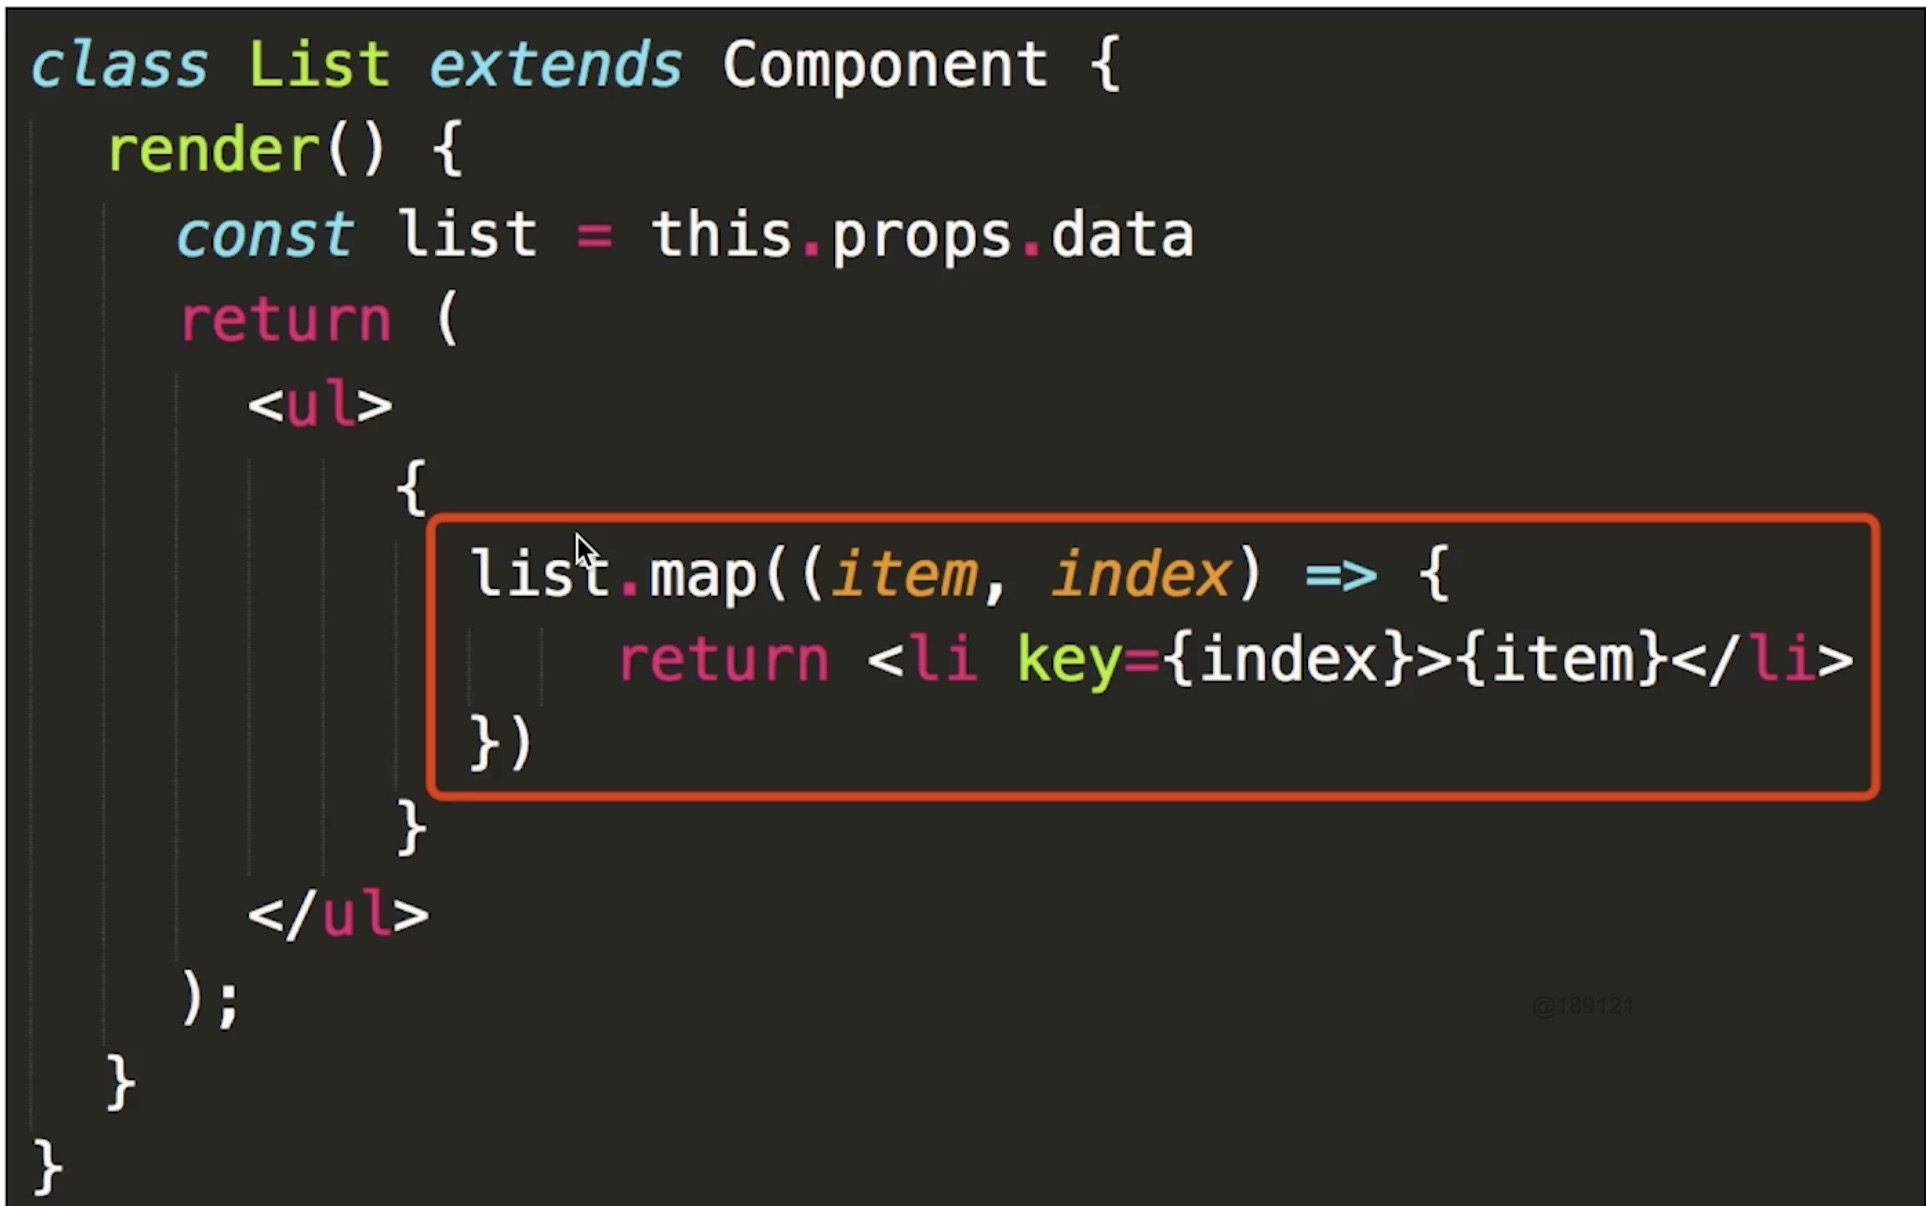 class List extends Component {
render() {
const list = this.props.data
return (
<ul>
{
list.map((item, index) => {
return <li key={index}>{item}</li>
})
}
</ul>
);
@189121
}
}